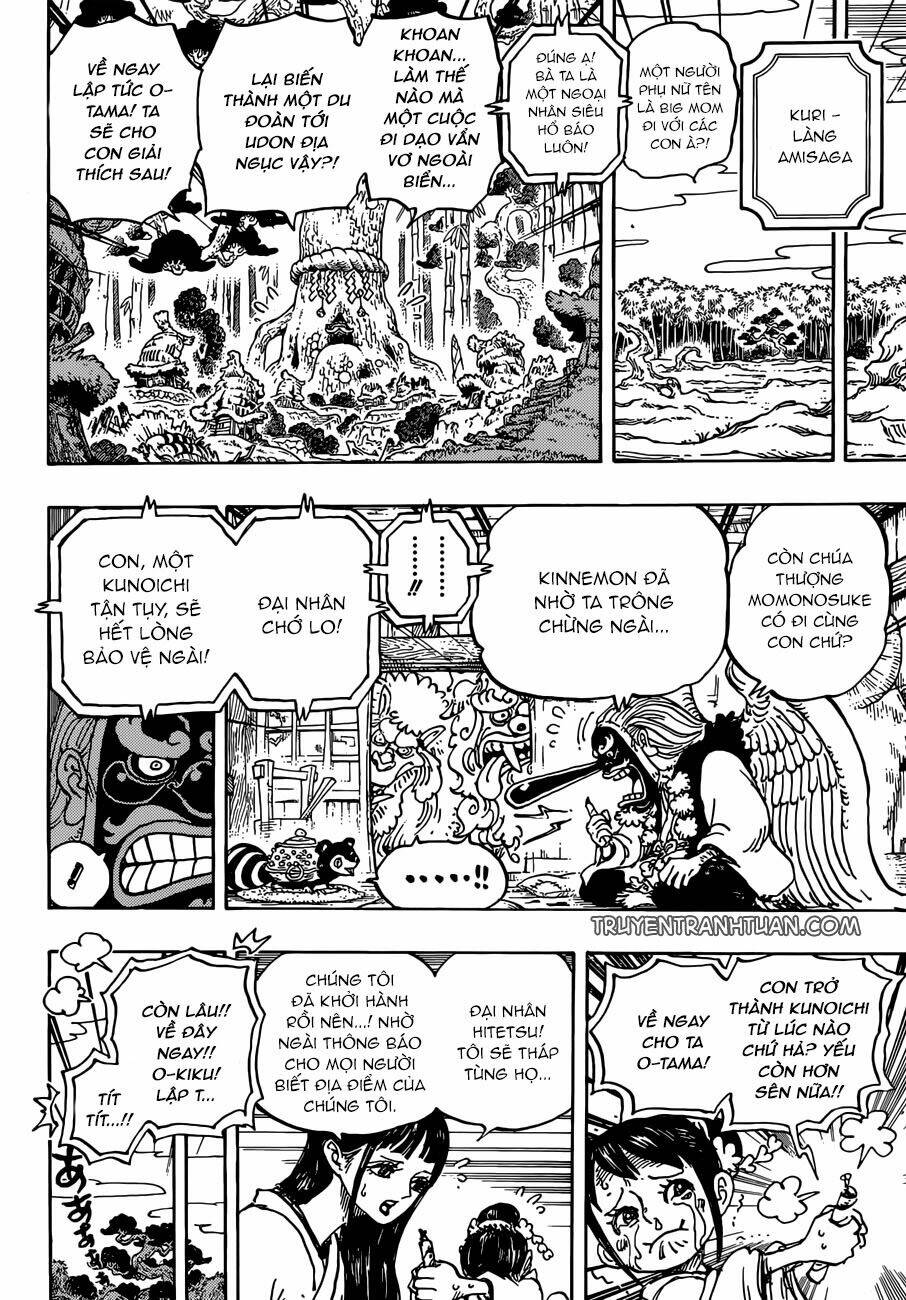 KURI –
LÀNG
AMISAGA
MỘT NGƯỜI
PHỤ NỮ TÊN
LÀ BIG MOM
ĐI VỚI CÁC
CON À?!
ĐÚNG Ạ!
BÀ TA LÀ
MỘT NGOẠI
NHÂN SIÊU
HỔ BÁO
LUÔN!
KHOAN
KHOAN...
LÀM THẾ
NÀO MÀ
MỘT CUỘC
ĐI DẠO VẨN
VƠ NGOÀI
BIỂN...
LẠI BIẾN
THÀNH MỘT DU
ĐOÀN TỚI
UDON ĐỊA
NGỤC VẬY?!
VỀ NGAY
LẬP TỨC O-
TAMA! TA
SẼ CHO
CON GIẢI
THÍCH SAU!
CÒN CHÚA
THƯỢNG
MOMONOSUKE
CÓ ĐI CÙNG
CON CHỨ?
KINNEMON ĐÃ
NHỜ TA TRÔNG
CHỪNG NGÀI...
......!!
......!!
ĐẠI NHÂN
CHỚ LO!
CON, MỘT
KUNOICHI
TẬN TỤY, SẼ
HẾT LÒNG
BẢO VỆ NGÀI!
!!
TRUYENTRANHTUAN.COM
CON TRỞ
THÀNH KUNOICHI
TỪ LÚC NÀO
CHỨ HẢ? YẾU
CÒN HƠN
SÊN NỮA!!
VỀ NGAY
CHO TA
O-TAMA!
ĐẠI NHÂN
HITETSU!
TÔI SẼ THÁP
TÙNG HỌ...
CHÚNG TÔI
ĐÃ KHỞI HÀNH
RỒI NÊN...! NHỜ
NGÀI THÔNG BÁO
CHO MỌI NGƯỜI
BIẾT ĐỊA ĐIỂM CỦA
CHÚNG TÔI.
CÒN LÂU!!
VỀ ĐÂY
NGAY!!
O-KIKU!
LẬP T...
TÍT
TÍT...!!